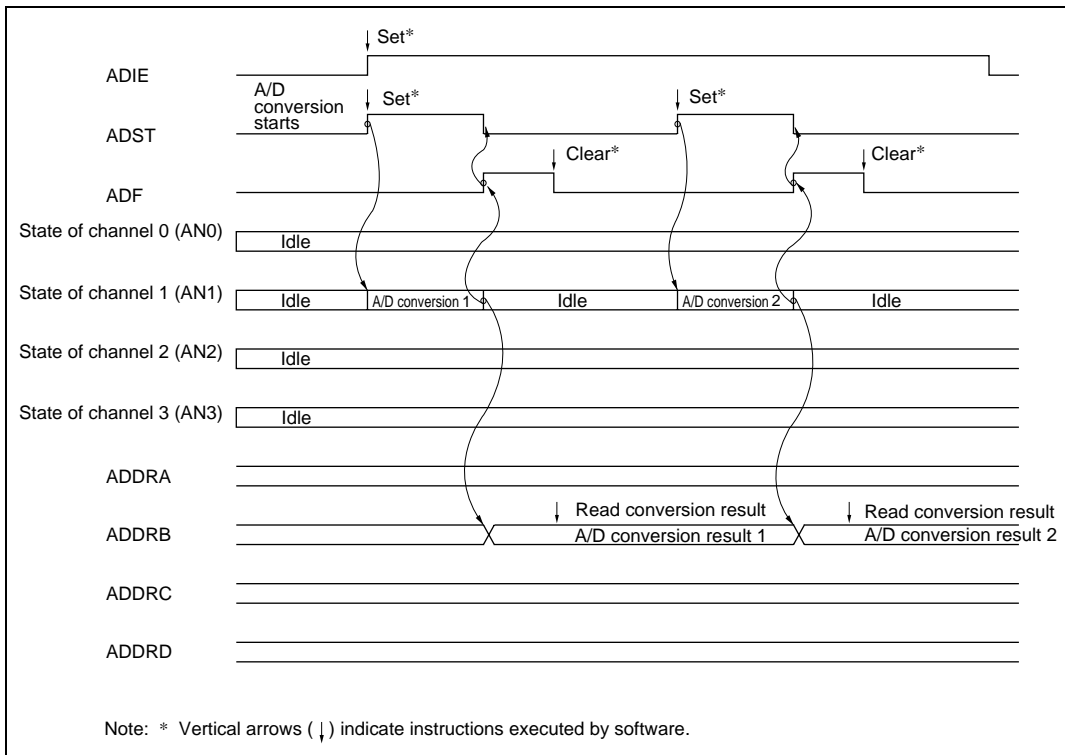 Set*
ADIE
A/D
conversion
starts
Set*
Set*
ADST
Clear*
Clear*
ADF
State of channel 0 (AN0)
Idle
State of channel 1 (AN1)
Idle
A/D conversion 1
Idle
A/D conversion 2
Idle
State of channel 2 (AN2)
Idle
State of channel 3 (AN3)
Idle
ADDRA
Read conversion result
Read conversion result
ADDRB
A/D conversion result 1
A/D conversion result 2
ADDRC
ADDRD
Note: * Vertical arrows (↓) indicate instructions executed by software.